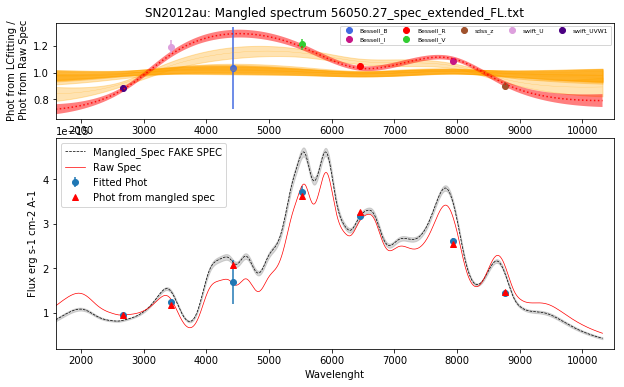 SN2012au: Mangled spectrum 56050.27_spec_extended_FL.txt
Phot from LCfitting /
Phot from Raw Spec
1.2
1.0
0.8
Bessell_B
Bessell_I
Bessell_R
Bessell_V
sdss_z
swift_U
swift_UVW1
2000 3000 4000 5000 6000 7000 8000 9000 10000
Flux erg s-1 cm-2 A-1
4
3
2
1
Mangled_Spec FAKE SPEC
Raw Spec
Fitted Phot
Phot from mangled spec
2000 3000 4000 5000 6000 7000 8000 9000 10000
Wavelenght